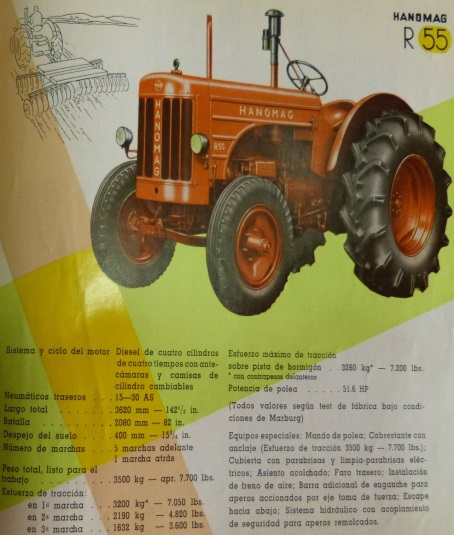 HANOMAG
R 55
HANOMAG
HANOMAG
R55
Sistema y ciclo del motor Diesel de cuatro cilindros
de cuatro tiempos con ante-
cámaras y camisas de
cilindro cambiables
Neumáticos traseros . . . 15—30 AS
Largo total . . . . . . . . 3620 mm — 142½ in.
Batalla . . . . . . . . . . 2080 mm — 82 in.
Despejo del suelo . . . . 400 mm — 15¾ in.
Número de marchas . . . 5 marchas adelante
1 marcha atrás
Peso total, listo para el
trabajo . . . . . . . . . . 3500 kg — apr. 7.700 lbs.
Esfuerzo de tracción:
en 1ª marcha . . . 3200 kg* — 7.050 lbs.
en 2ª marcha . . . 2190 kg — 4.820 lbs.
en 3ª marcha . . . 1632 kg — 3.600 lbs.
Esfuerzo máximo de tracción
sobre pista de hormigón . . 3260 kg* — 7.200 lbs.
* con contrapesos delanteros
Potencia de polea . . . . . 51.6 HP
(Todos valores según test de fábrica bajo condi-
ciones de Marburg)
Equipos especiales: Mando de polea; Cobrestante con
anclaje (Esfuerzo de tracción 3500 kg — 7.700 lbs.);
Cubierta con parabrisas y limpia-parabrisas eléc-
tricos; Asiento acolchado; Faro trasero; Instalación
de freno de aire; Barra adicional de enganche para
aperos accionados por eje toma de fuerza; Escape
hacia abajo; Sistema hidráulico con acoplamiento
de seguridad para aperos remolcados.